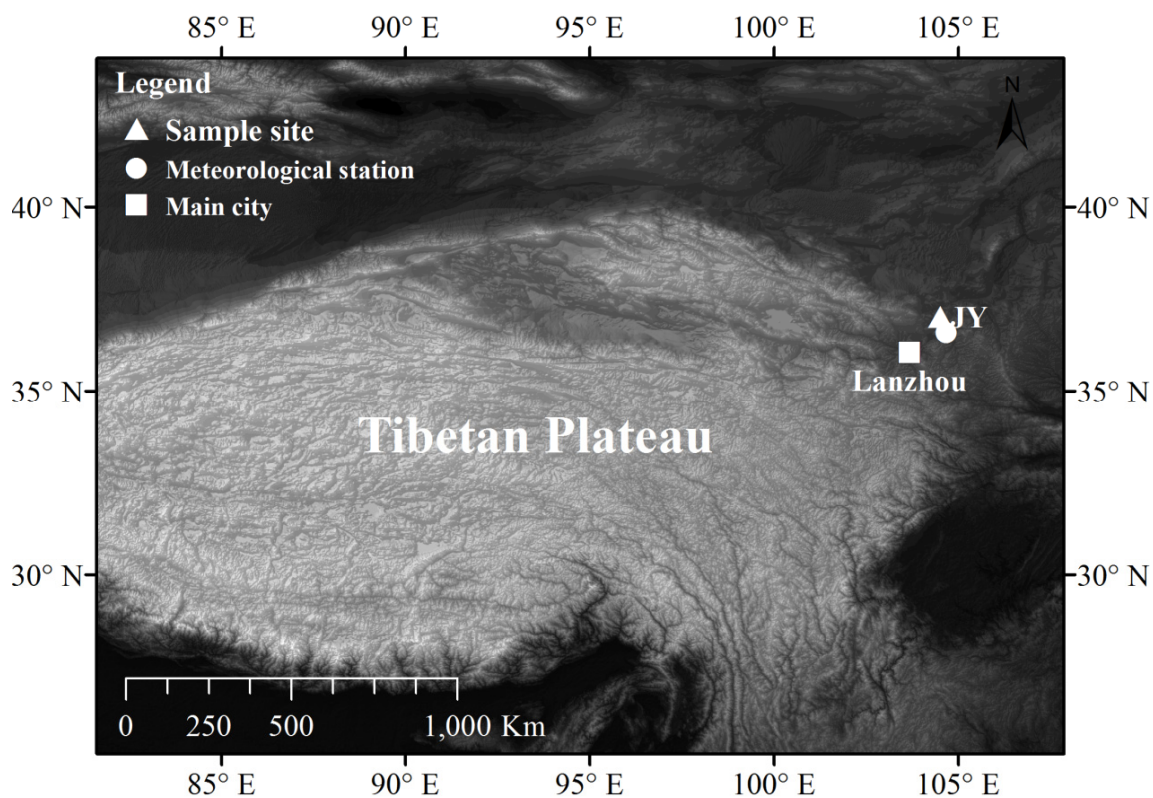 85° E 90° E 95° E 100° E 105° E
Legend
Sample site
Meteorological station
Main city
N
40° N 40° N
JY
Lanzhou
35° N 35° N
Tibetan Plateau
30° N 30° N
0 250 500 1,000 Km
85° E 90° E 95° E 100° E 105° E